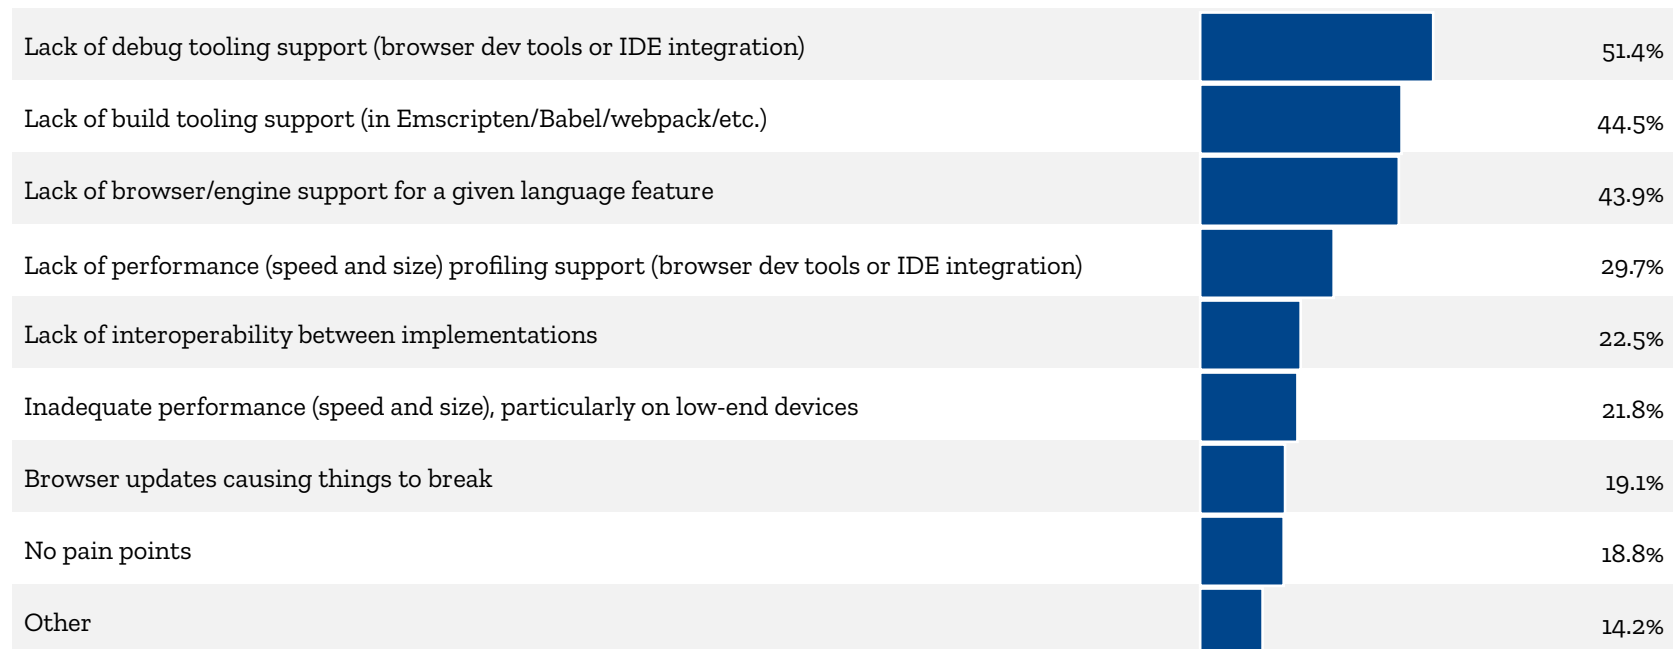 Lack of debug tooling support (browser dev tools or IDE integration) 51.4%
Lack of build tooling support (in Emscripten/Babel/webpack/etc.) 44.5%
Lack of browser/engine support for a given language feature 43.9%
Lack of performance (speed and size) profiling support (browser dev tools or IDE integration) 29.7%
Lack of interoperability between implementations 22.5%
Inadequate performance (speed and size), particularly on low-end devices 21.8%
Browser updates causing things to break 19.1%
No pain points 18.8%
Other 14.2%